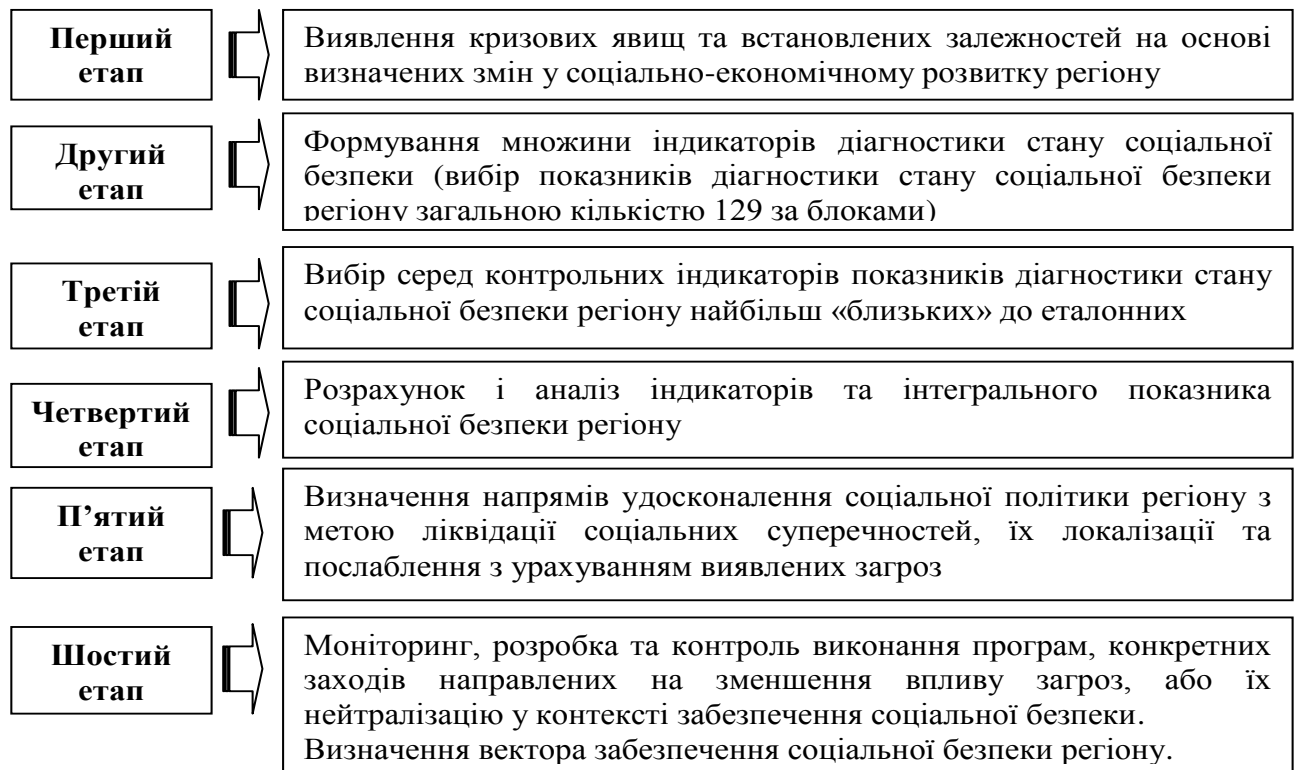 Перший
етап
Виявлення кризових явищ та встановлених залежностей на основі
визначених змін у соціально-економічному розвитку регіону
Другий
етап
Формування множини індикаторів діагностики стану соціальної
безпеки (вибір показників діагностики стану соціальної безпеки
регіону загальною кількістю 129 за блоками)
Третій
етап
Вибір серед контрольних індикаторів показників діагностики стану
соціальної безпеки регіону найбільш «близьких» до еталонних
Четвертий
етап
Розрахунок і аналіз індикаторів та інтегрального показника
соціальної безпеки регіону
П’ятий
етап
Визначення напрямів удосконалення соціальної політики регіону з
метою ліквідації соціальних суперечностей, їх локалізації та
послаблення з урахуванням виявлених загроз
Шостий
етап
Моніторинг, розробка та контроль виконання програм, конкретних
заходів направлених на зменшення впливу загроз, або їх
нейтралізацію у контексті забезпечення соціальної безпеки.
Визначення вектора забезпечення соціальної безпеки регіону.